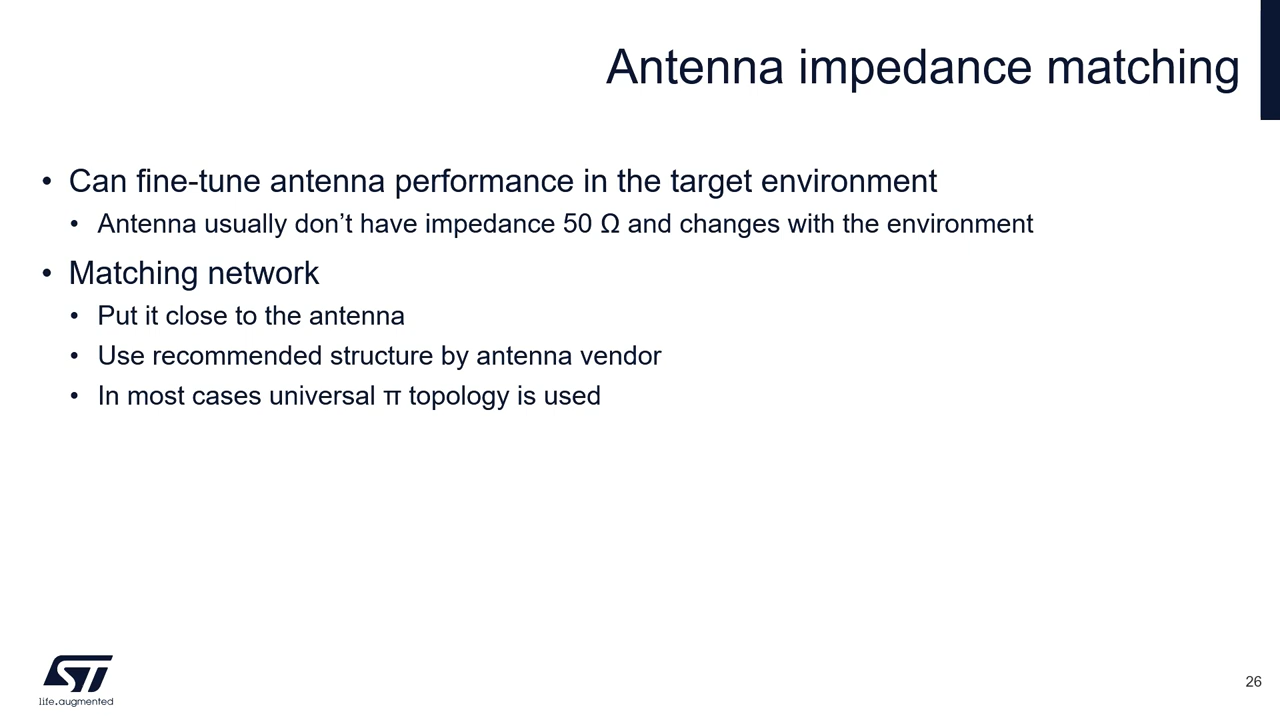 Antenna impedance matching
• Can fine-tune antenna performance in the target environment
• Antenna usually don’t have impedance 50 Ω and changes with the environment
• Matching network
• Put it close to the antenna
• Use recommended structure by antenna vendor
• In most cases universal π topology is used
ST
life.augmented
26